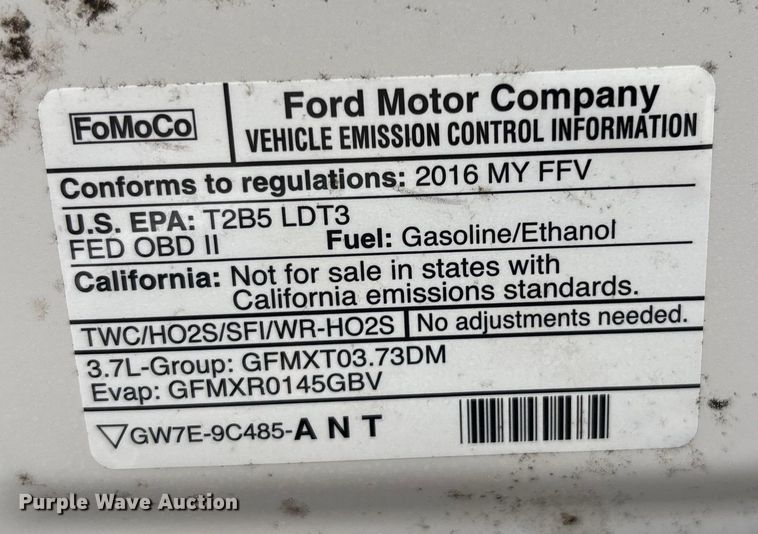 FoMoCo
Ford Motor Company
VEHICLE EMISSION CONTROL INFORMATION
Conforms to regulations: 2016 MY FFV
U.S. EPA: T2B5 LDT3
FED OBD II Fuel: Gasoline/Ethanol
California: Not for sale in states with
California emissions standards.
TWC/HO2S/SFI/WR-HO2S No adjustments needed.
3.7L-Group: GFMXT03.73DM
Evap: GFMXR0145GBV
GW7E-9C485-A N T
Purple Wave Auction